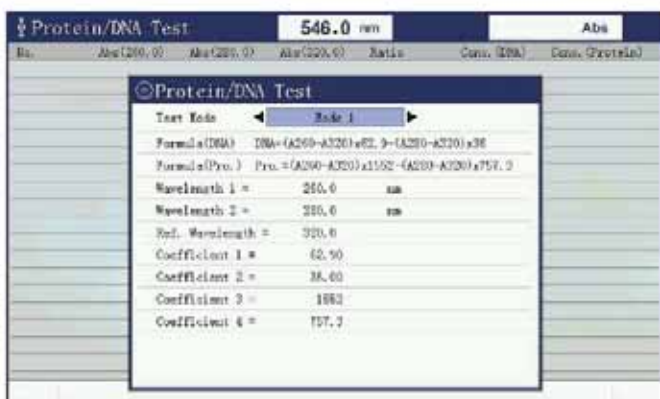 Protein/DNA Test 546.0 nm Abs
No. Abs(260.0) Abs(280.0) Abs(320.0) Ratio Conc.(DNA) Conc.(Protein)
Protein/DNA Test
Test Mode Mode 1
Formula(DNA) DNA=(A260-A320)x62.9-(A280-A320)x36
Formula(Pro.) Pro.=(A260-A320)x1552-(A280-A320)x757.3
Wavelength 1 = 260.0 nm
Wavelength 2 = 280.0 nm
Ref. Wavelength = 320.0
Coefficient 1 = 62.90
Coefficient 2 = 36.00
Coefficient 3 = 1552
Coefficient 4 = 757.3